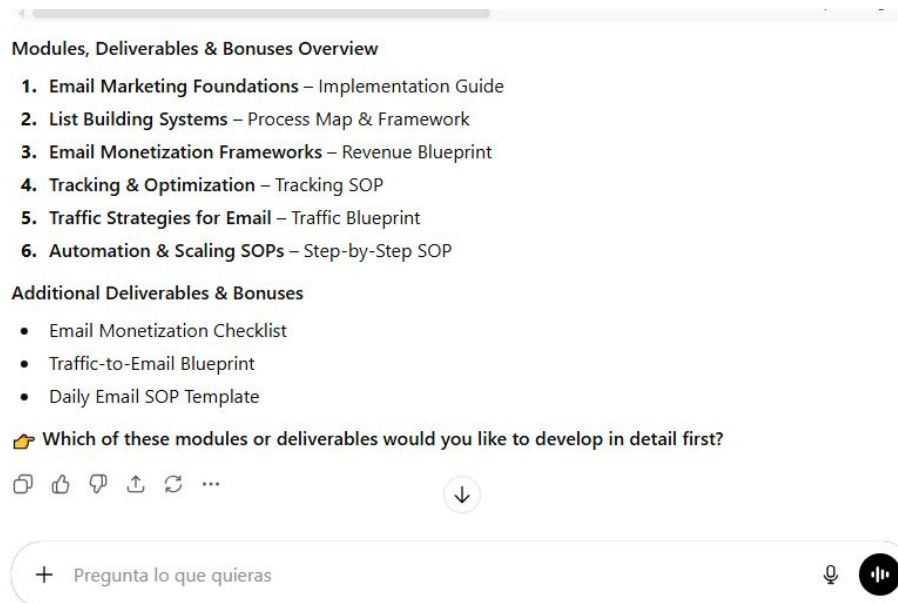 Modules, Deliverables & Bonuses Overview
1. Email Marketing Foundations – Implementation Guide
2. List Building Systems – Process Map & Framework
3. Email Monetization Frameworks – Revenue Blueprint
4. Tracking & Optimization – Tracking SOP
5. Traffic Strategies for Email – Traffic Blueprint
6. Automation & Scaling SOPs – Step-by-Step SOP
Additional Deliverables & Bonuses
• Email Monetization Checklist
• Traffic-to-Email Blueprint
• Daily Email SOP Template
👉 Which of these modules or deliverables would you like to develop in detail first?
Pregunta lo que quieras